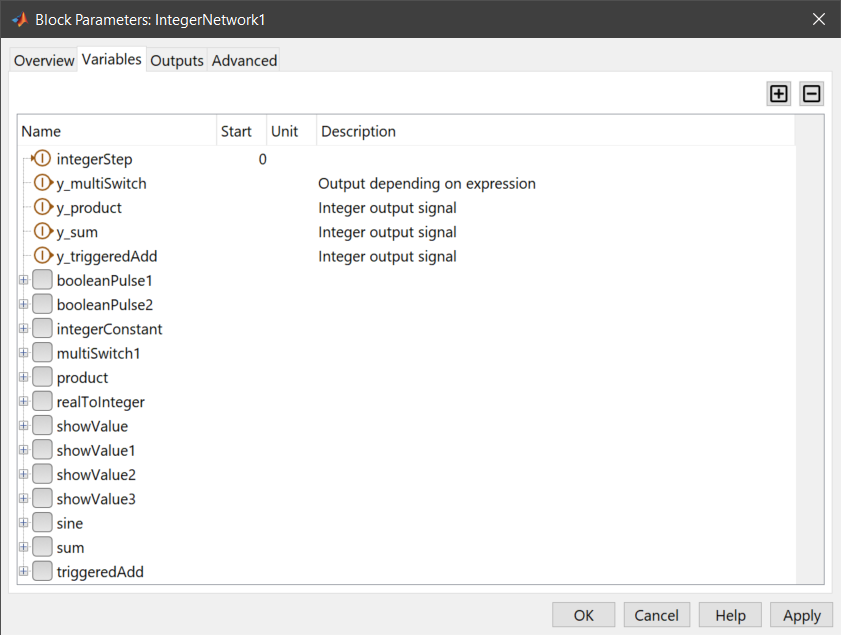 Block Parameters: IntegerNetwork1
Overview Variables Outputs Advanced
Name Start Unit Description
integerStep 0
y_multiSwitch Output depending on expression
y_product Integer output signal
y_sum Integer output signal
y_triggeredAdd Integer output signal
booleanPulse1
booleanPulse2
integerConstant
multiSwitch1
product
realToInteger
showValue
showValue1
showValue2
showValue3
sine
sum
triggeredAdd
OK Cancel Help Apply